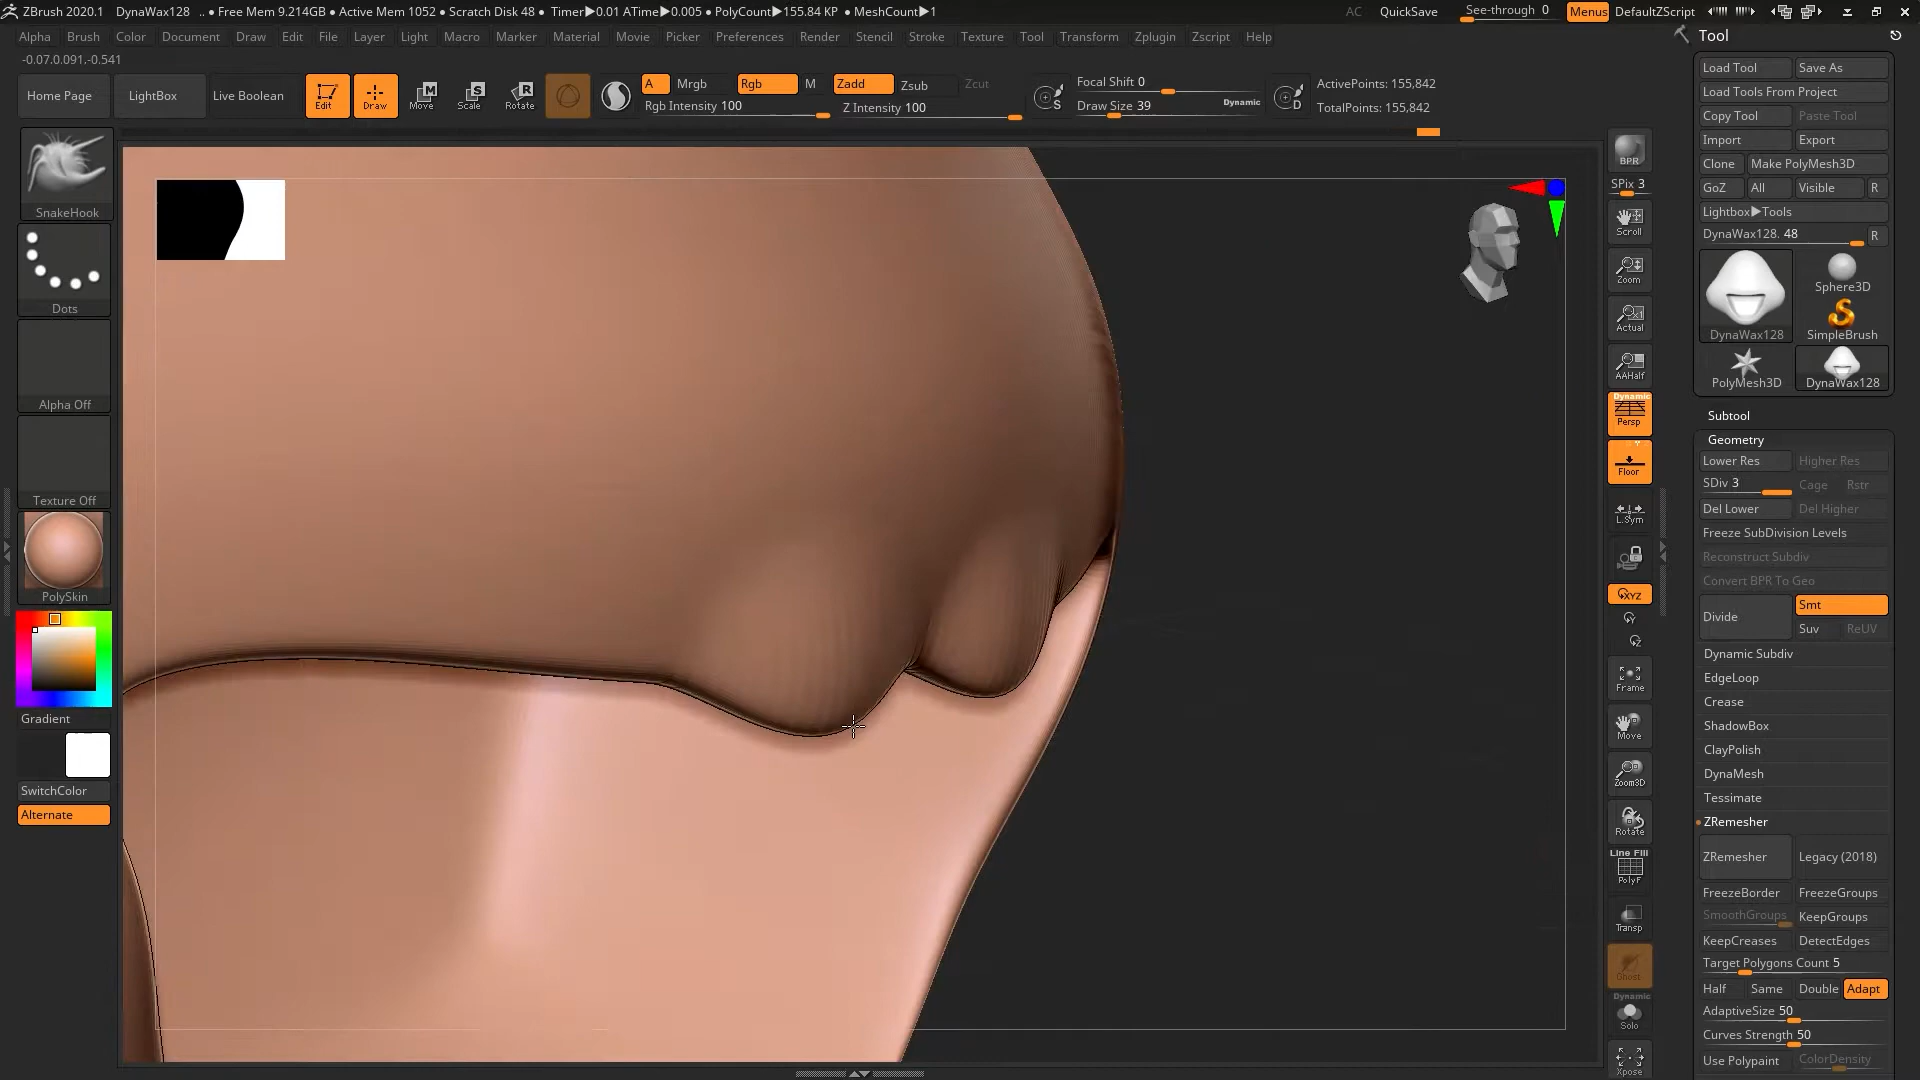 ZBrush 2020.1 DynaWax128 .. • Free Mem 9.214GB • Active Mem 1052 • Scratch Disk 48 • Timer▶0.01 ATime▶0.005 • PolyCount▶155.84 KP • MeshCount▶1
AC QuickSave See-through 0 Menus DefaultZScript
Alpha Brush Color Document Draw Edit File Layer Light Macro Marker Material Movie Picker Preferences Render Stencil Stroke Texture Tool Transform Zplugin Zscript Help
-0.07.0.091,-0.541
Home Page LightBox Live Boolean Edit Draw Move Scale Rotate
A Mrgb Rgb M Zadd Zsub Zcut
Rgb Intensity 100 Z Intensity 100
S Focal Shift 0
Draw Size 39 Dynamic D
ActivePoints: 155,842
TotalPoints: 155,842
SnakeHook
Dots
Alpha Off
Texture Off
PolySkin
Gradient
SwitchColor
Alternate
BPR
SPix 3
Scroll
Zoom
Actual
AAHalf
Dynamic
Persp
Floor
L.Sym
XYZ
Y
Z
Frame
Move
Zoom3D
Rotate
Line Fill
PolyF
Transp
Ghost
Dynamic
Solo
Xpose
Tool
Load Tool Save As
Load Tools From Project
Copy Tool Paste Tool
Import Export
Clone Make PolyMesh3D
GoZ All Visible R
Lightbox▶Tools
DynaWax128. 48 R
DynaWax128 Sphere3D
SimpleBrush
PolyMesh3D DynaWax128
Subtool
Geometry
Lower Res Higher Res
SDiv 3 Cage Rstr
Del Lower Del Higher
Freeze SubDivision Levels
Reconstruct Subdiv
Convert BPR To Geo
Divide Smt
Suv ReUV
Dynamic Subdiv
EdgeLoop
Crease
ShadowBox
ClayPolish
DynaMesh
Tessimate
ZRemesher
ZRemesher Legacy (2018)
FreezeBorder FreezeGroups
SmoothGroups KeepGroups
KeepCreases DetectEdges
Target Polygons Count 5
Half Same Double Adapt
AdaptiveSize 50
Curves Strength 50
Use Polypaint ColorDensity